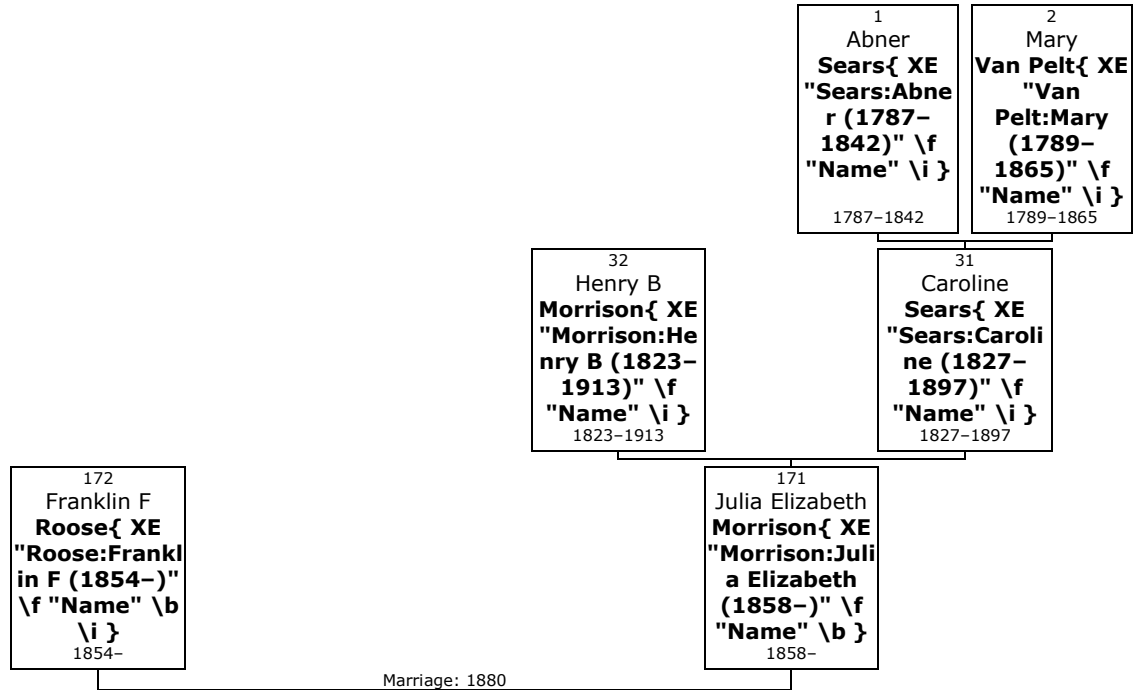 1
Abner
Sears{ XE
"Sears:Abne
r (1787–
1842)" \f
"Name" \i }
1787–1842
2
Mary
Van Pelt{ XE
"Van
Pelt:Mary
(1789–
1865)" \f
"Name" \i }
1789–1865
32
Henry B
Morrison{ XE
"Morrison:He
nry B (1823–
1913)" \f
"Name" \i }
1823–1913
31
Caroline
Sears{ XE
"Sears:Caroli
ne (1827–
1897)" \f
"Name" \i }
1827–1897
172
Franklin F
Roose{ XE
"Roose:Frankl
in F (1854–)"
\f "Name" \b
\i }
1854–
171
Julia Elizabeth
Morrison{ XE
"Morrison:Juli
a Elizabeth
(1858–)" \f
"Name" \b }
1858–
Marriage: 1880